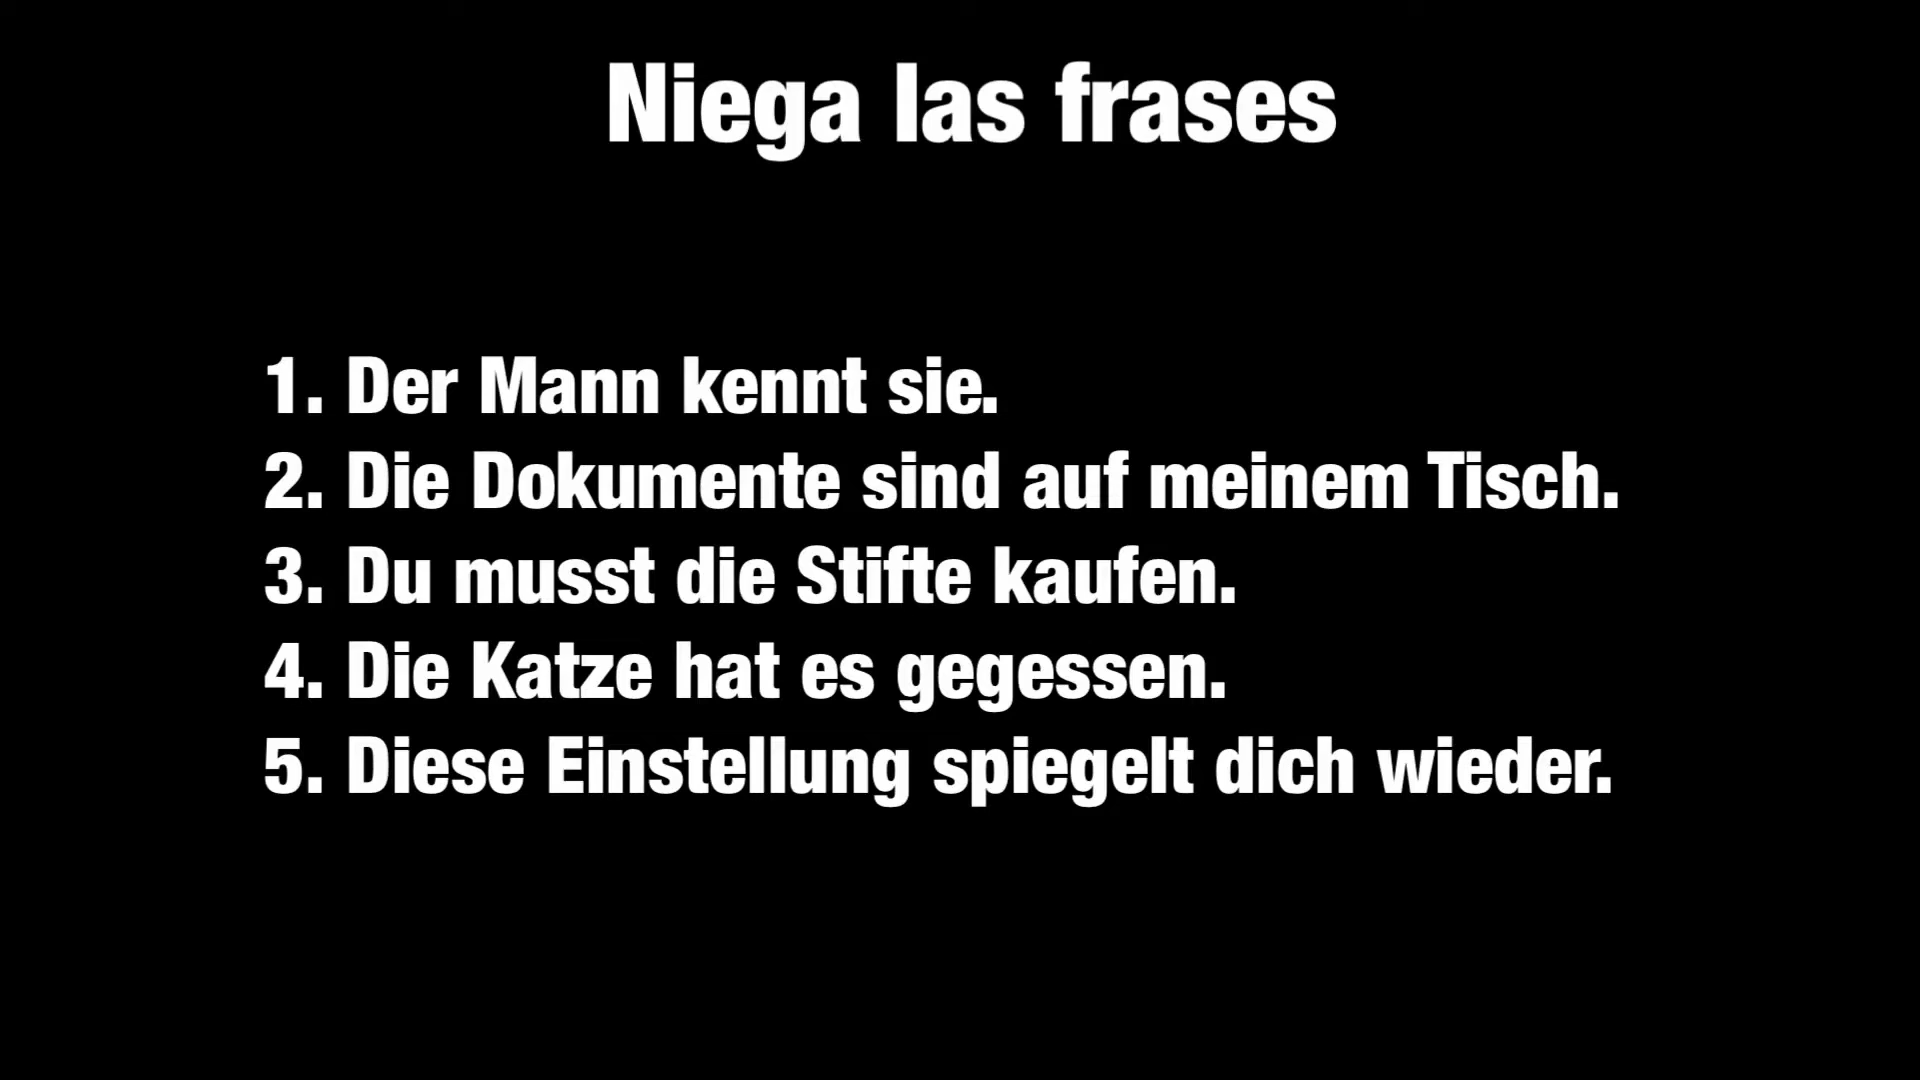 Niega las frases
1. Der Mann kennt sie.
2. Die Dokumente sind auf meinem Tisch.
3. Du musst die Stifte kaufen.
4. Die Katze hat es gegessen.
5. Diese Einstellung spiegelt dich wieder.